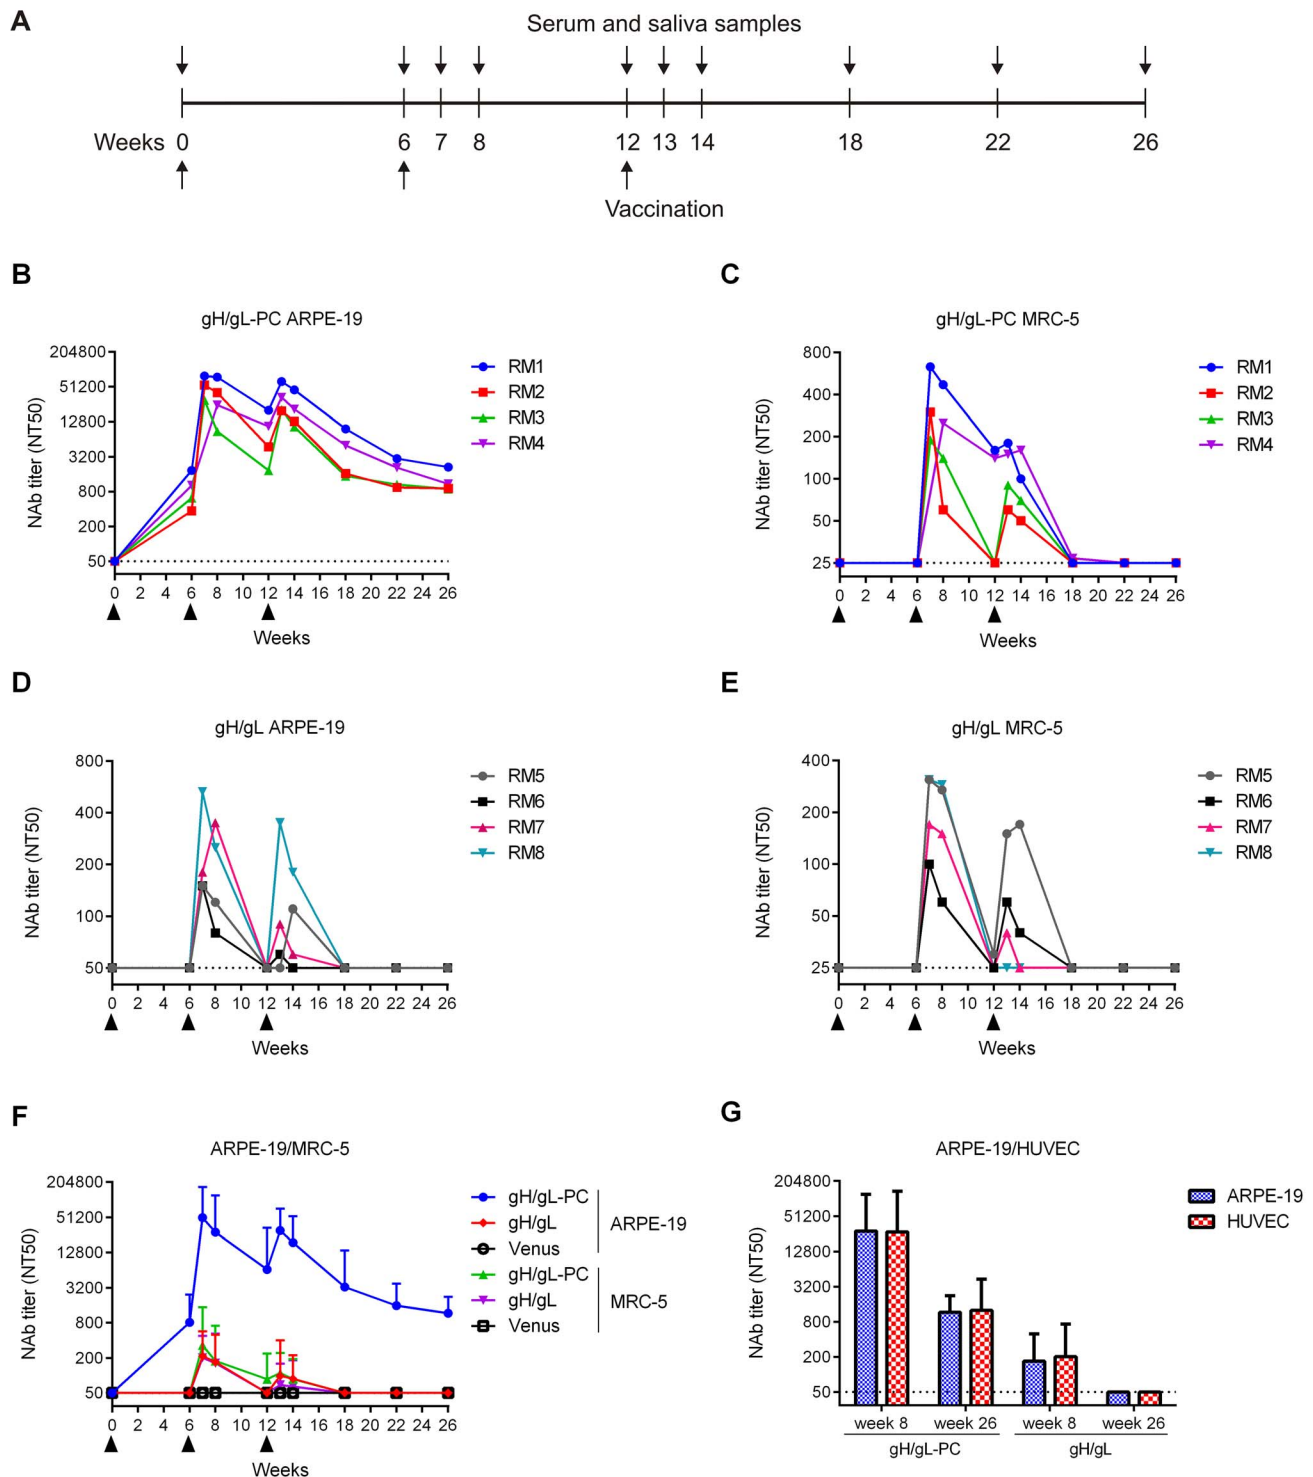 A
Serum and saliva samples
Weeks 0 6 7 8 12 13 14 18 22 26
Vaccination
B
gH/gL-PC ARPE-19
NAb titer (NT50)
204800
51200
12800
3200
800
200
50
0 2 4 6 8 10 12 14 16 18 20 22 24 26
Weeks
RM1
RM2
RM3
RM4
C
gH/gL-PC MRC-5
NAb titer (NT50)
800
400
200
100
50
25
0 2 4 6 8 10 12 14 16 18 20 22 24 26
Weeks
RM1
RM2
RM3
RM4
D
gH/gL ARPE-19
NAb titer (NT50)
800
400
200
100
50
0 2 4 6 8 10 12 14 16 18 20 22 24 26
Weeks
RM5
RM6
RM7
RM8
E
gH/gL MRC-5
NAb titer (NT50)
400
200
100
50
25
0 2 4 6 8 10 12 14 16 18 20 22 24 26
Weeks
RM5
RM6
RM7
RM8
F
ARPE-19/MRC-5
NAb titer (NT50)
204800
51200
12800
3200
800
200
50
0 2 4 6 8 10 12 14 16 18 20 22 24 26
Weeks
gH/gL-PC
gH/gL
Venus
ARPE-19
gH/gL-PC
gH/gL
Venus
MRC-5
G
ARPE-19/HUVEC
NAb titer (NT50)
204800
51200
12800
3200
800
200
50
week 8 week 26 week 8 week 26
gH/gL-PC gH/gL
ARPE-19
HUVEC